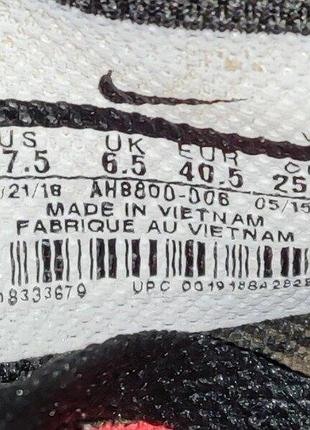 US UK EUR
7.5 6.5 40.5 25
/21/18 AH8800-006 05/15
MADE IN VIETNAM
FABRIQUE AU VIETNAM
08333679 UPC 00191884282